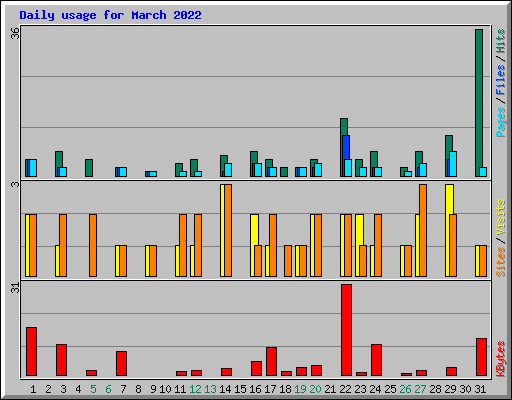 Daily usage for March 2022
36
3
31
Pages / Files / Hits
Sites / Visits
KBytes
1 2 3 4 5 6 7 8 9 10 11 12 13 14 15 16 17 18 19 20 21 22 23 24 25 26 27 28 29 30 31